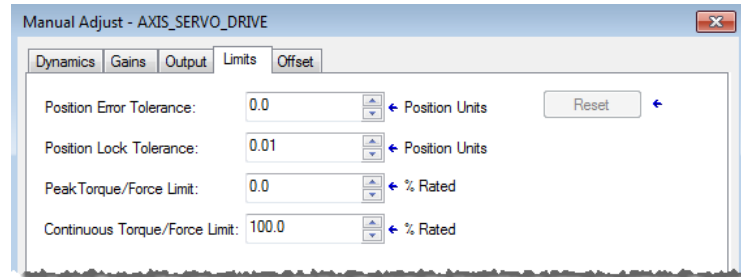 Manual Adjust - AXIS_SERVO_DRIVE
Dynamics Gains Output Limits Offset
Position Error Tolerance: 0.0 Position Units Reset
Position Lock Tolerance: 0.01 Position Units
PeakTorque/Force Limit: 0.0 % Rated
Continuous Torque/Force Limit: 100.0 % Rated